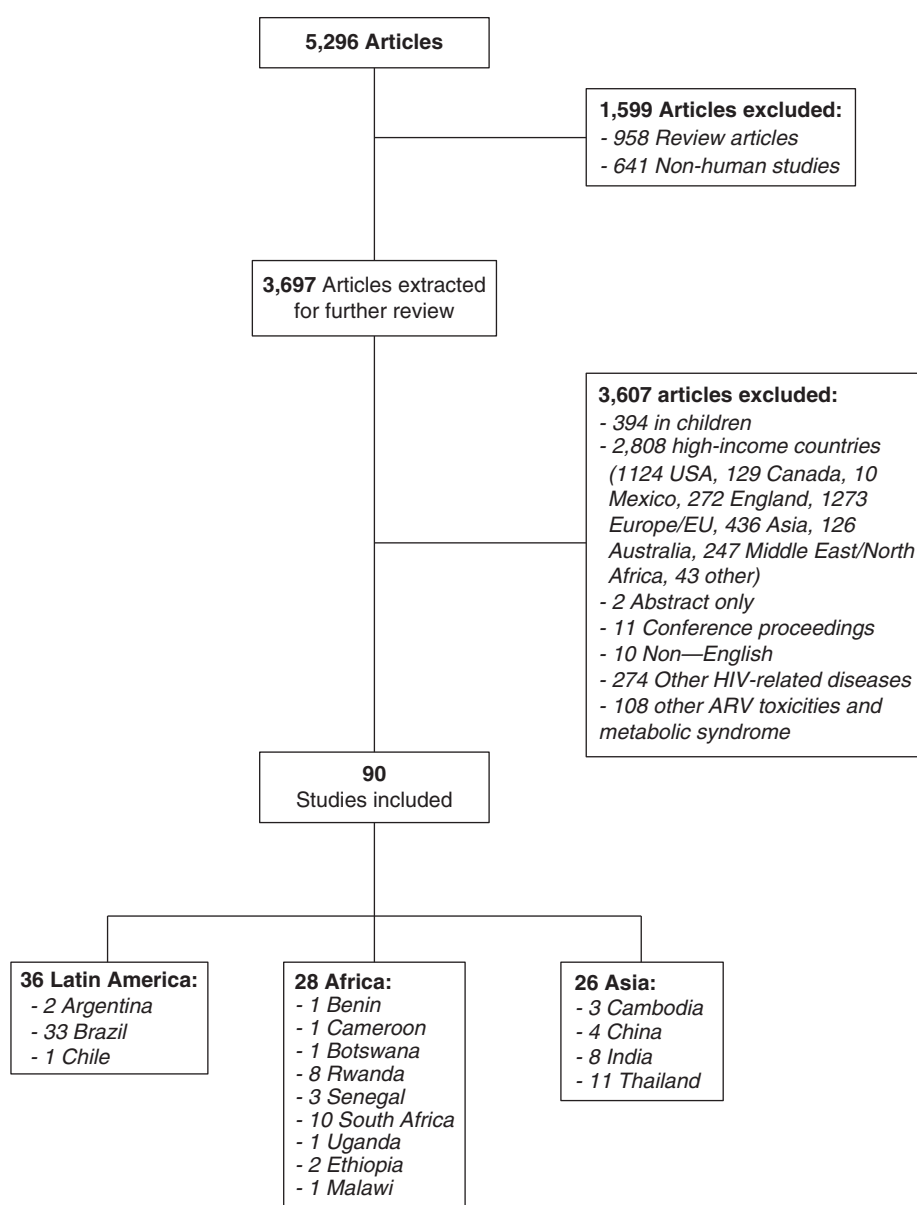 5,296 Articles
1,599 Articles excluded:
- 958 Review articles
- 641 Non-human studies
3,697 Articles extracted
for further review
3,607 articles excluded:
- 394 in children
- 2,808 high-income countries
(1124 USA, 129 Canada, 10
Mexico, 272 England, 1273
Europe/EU, 436 Asia, 126
Australia, 247 Middle East/North
Africa, 43 other)
- 2 Abstract only
- 11 Conference proceedings
- 10 Non—English
- 274 Other HIV-related diseases
- 108 other ARV toxicities and
metabolic syndrome
90
Studies included
36 Latin America:
- 2 Argentina
- 33 Brazil
- 1 Chile
28 Africa:
- 1 Benin
- 1 Cameroon
- 1 Botswana
- 8 Rwanda
- 3 Senegal
- 10 South Africa
- 1 Uganda
- 2 Ethiopia
- 1 Malawi
26 Asia:
- 3 Cambodia
- 4 China
- 8 India
- 11 Thailand